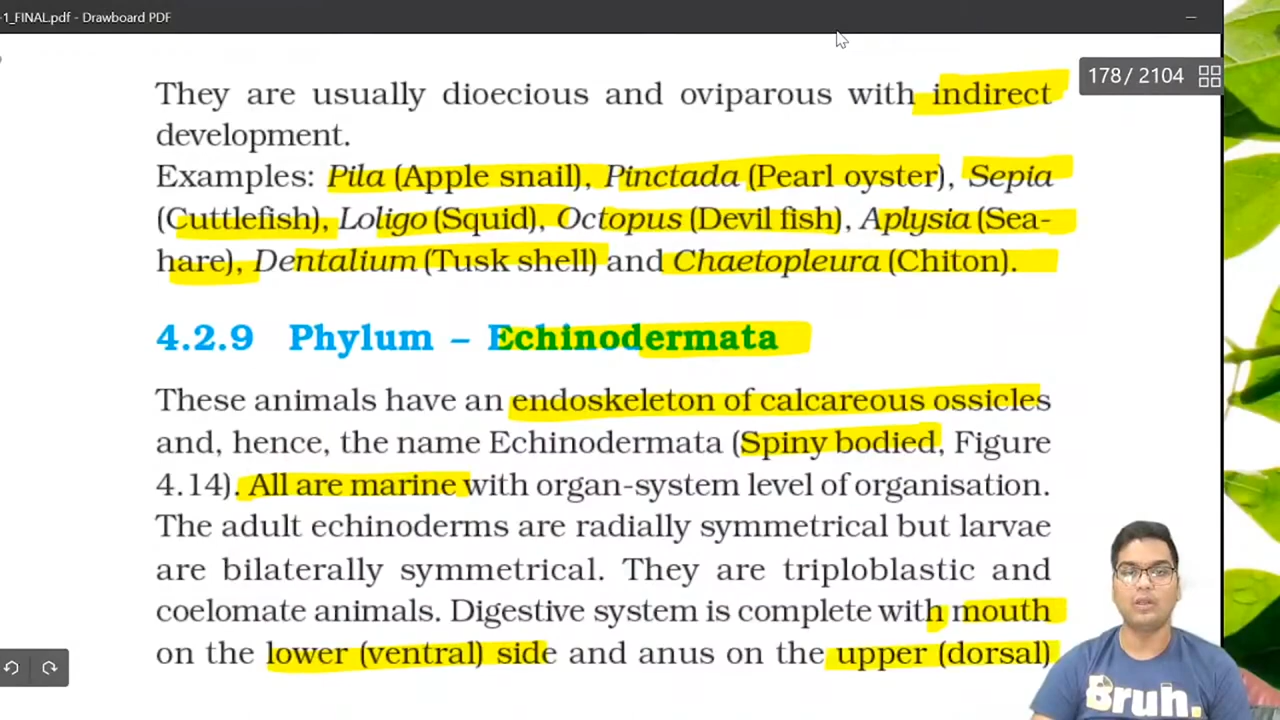 -1_FINAL.pdf - Drawboard PDF
178 / 2104
They are usually dioecious and oviparous with indirect
development.
Examples: Pila (Apple snail), Pinctada (Pearl oyster), Sepia
(Cuttlefish), Loligo (Squid), Octopus (Devil fish), Aplysia (Sea-
hare), Dentalium (Tusk shell) and Chaetopleura (Chiton).
4.2.9 Phylum – Echinodermata
These animals have an endoskeleton of calcareous ossicles
and, hence, the name Echinodermata (Spiny bodied, Figure
4.14). All are marine with organ-system level of organisation.
The adult echinoderms are radially symmetrical but larvae
are bilaterally symmetrical. They are triploblastic and
coelomate animals. Digestive system is complete with mouth
on the lower (ventral) side and anus on the upper (dorsal)
Bruh.